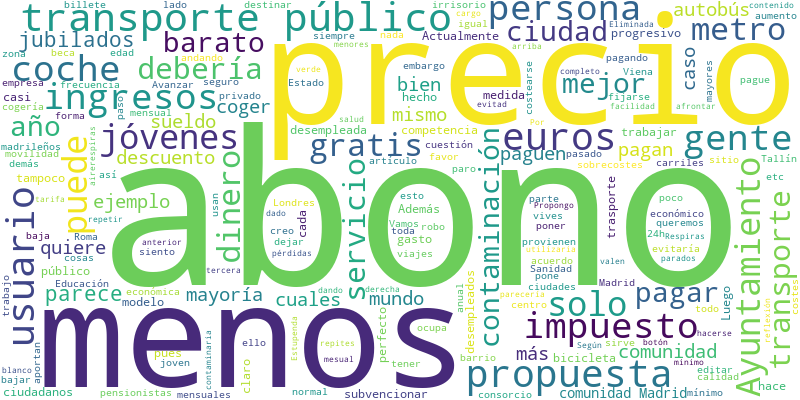 transporte público
precio
abono
menos
persona
ciudad
metro
autobús
jubilados
barato
debería
coche
ingresos
coger
jóvenes
sueldo
año
descuento
gratis
dinero
servicio
euros
paguen
pagan
gente
mejor
caso
bien
mismo
medida
puede
usuario
ejemplo
quiere
parece
mayoría
cuales
mundo
contaminación
solo
pagar
impuesto
más
propuesta
comunidad
comunidad Madrid
Ayuntamiento
transporte
billete
lado
destinar
irrisorio
cargo
igual
siempre
nada
menores
Actualmente
progresivo
Eliminada
contenido
aumento
previo
zona
beca
edad
andando
Avanzar
verde
seguro
embargo
hecho
Estado
evitad
completo
costearse
arriba
pagando
Viena
fijarse
facilidad
mayores
afrontar
pague
empresa
frecuencia
casi
cogería
paso
privado
forma
mensual
salud
desempleada
competencia
cuestión
favor
articulo
paro
Por
trabajar
pasado
sobrecostes
carriles
sitio
Tallín
etc
madrileños
movilidad
demás
tampoco
así
airerespiras
tarifa
repetir
usan
Londres
dado
cada
esto
Además
Vamos
robo
creo
toda
dejar
gasto
pérdidas
viajes
parte
Propongo
vives
poner
trasporte
poco
económico
queremos
24h
Respiras
evitaría
parados
provienen
utilizaría
acuerdo
Sanidad
pone
valen
ciudades
Madrid
parecería
centro
todo
Luego
baja
Roma
anterior
siento
cosas
público
tercera
Educación
económica
dando
derecha
modelo
anual
desempleados
trabajo
aportan
contaminaría
ello
Estupenda
repites
perfecto
ocupa
pues
joven
claro
mesual
tener
barrio
Según
sirve
botón
hacerse
bicicleta
mínimo
editar
calidad
reflexión
costes
hace
blanco
bajar
ciudadanos
pensionistas
mensuales
normal
subvencionar
consorcio
mínimo